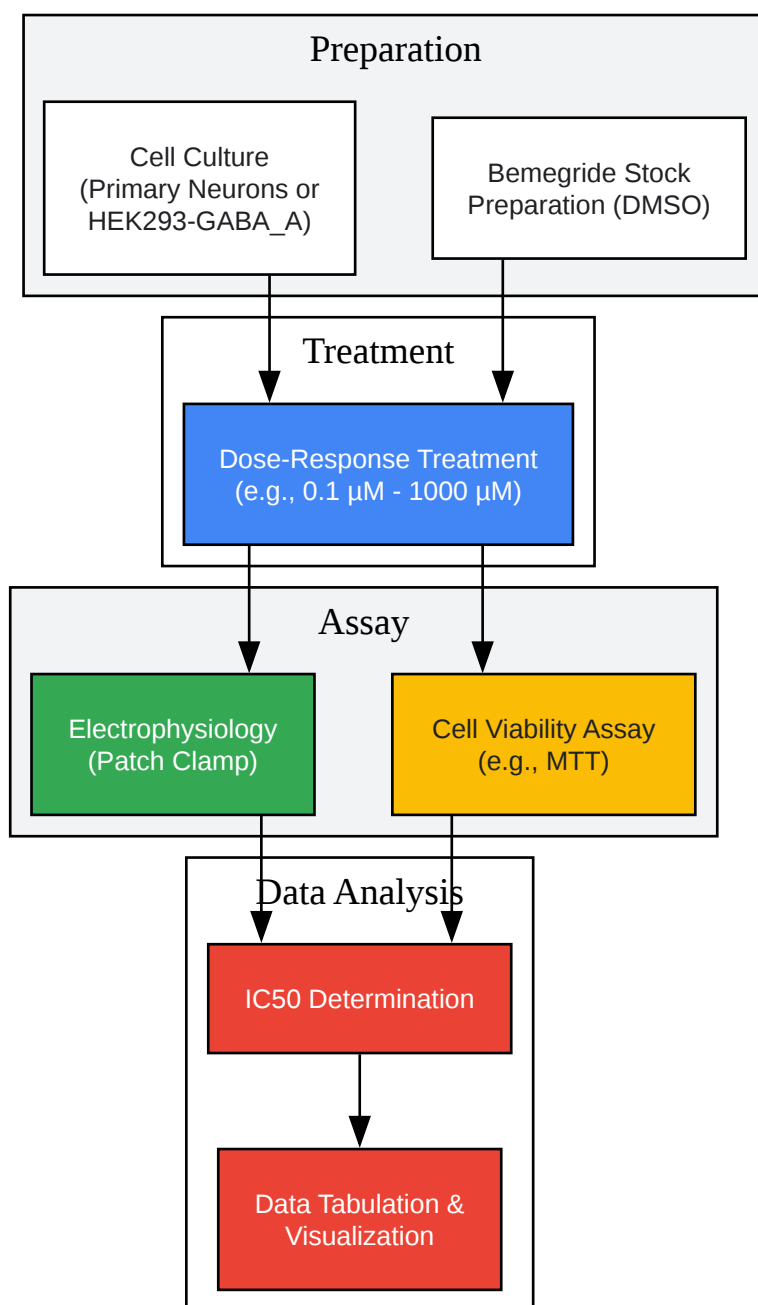 Preparation
Cell Culture
(Primary Neurons or
HEK293-GABA_A)
Bemegride Stock
Preparation (DMSO)
Treatment
Dose-Response Treatment
(e.g., 0.1 µM - 1000 µM)
Assay
Electrophysiology
(Patch Clamp)
Cell Viability Assay
(e.g., MTT)
Data Analysis
IC50 Determination
Data Tabulation &
Visualization